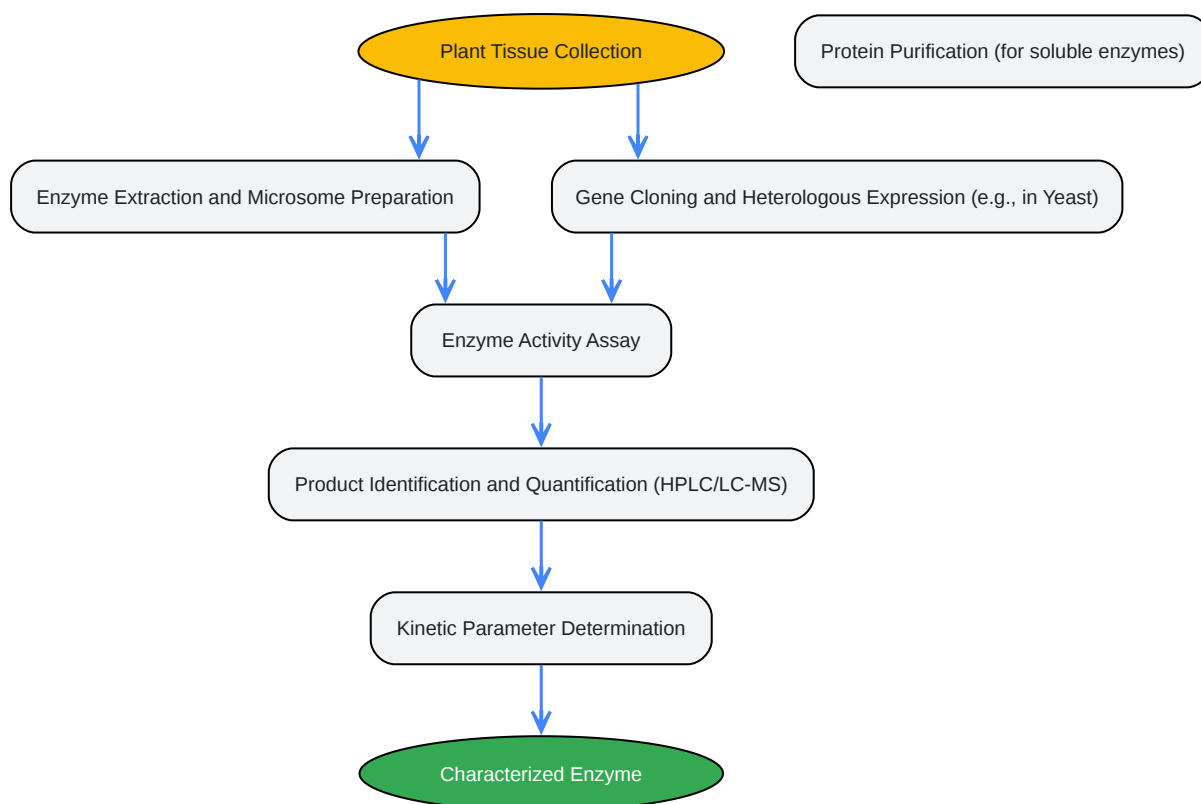 Plant Tissue Collection
Protein Purification (for soluble enzymes)
Enzyme Extraction and Microsome Preparation
Gene Cloning and Heterologous Expression (e.g., in Yeast)
Enzyme Activity Assay
Product Identification and Quantification (HPLC/LC-MS)
Kinetic Parameter Determination
Characterized Enzyme